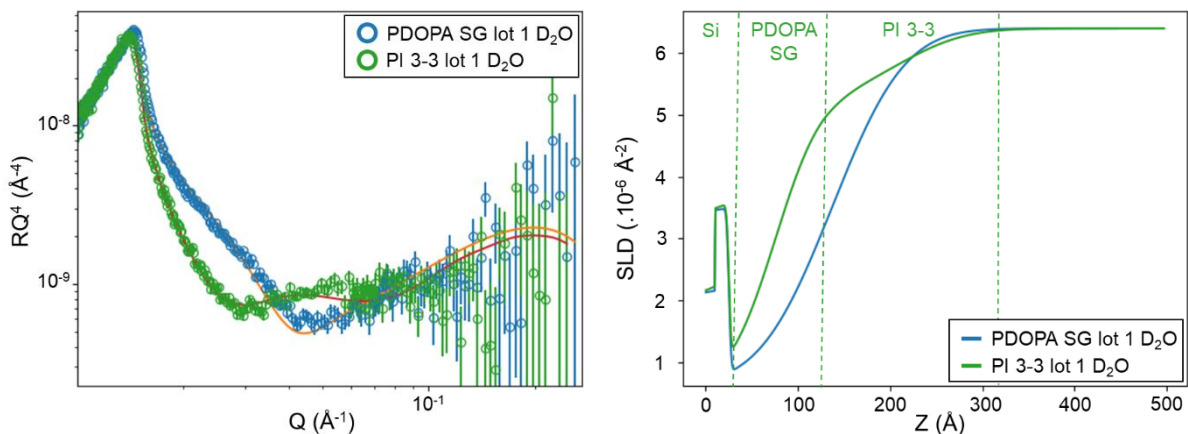 PDOPA SG lot 1 D₂O
PI 3-3 lot 1 D₂O
10⁻⁸
10⁻⁹
RQ⁴ (Å⁻⁴)
10⁻¹
Q (Å⁻¹)
Si
PDOPA
SG
PI 3-3
6
5
3
3
2
1
SLD (.10⁻⁶ Å⁻²)
PDOPA SG lot 1 D₂O
PI 3-3 lot 1 D₂O
0
100
200
300
400
500
Z (Å)